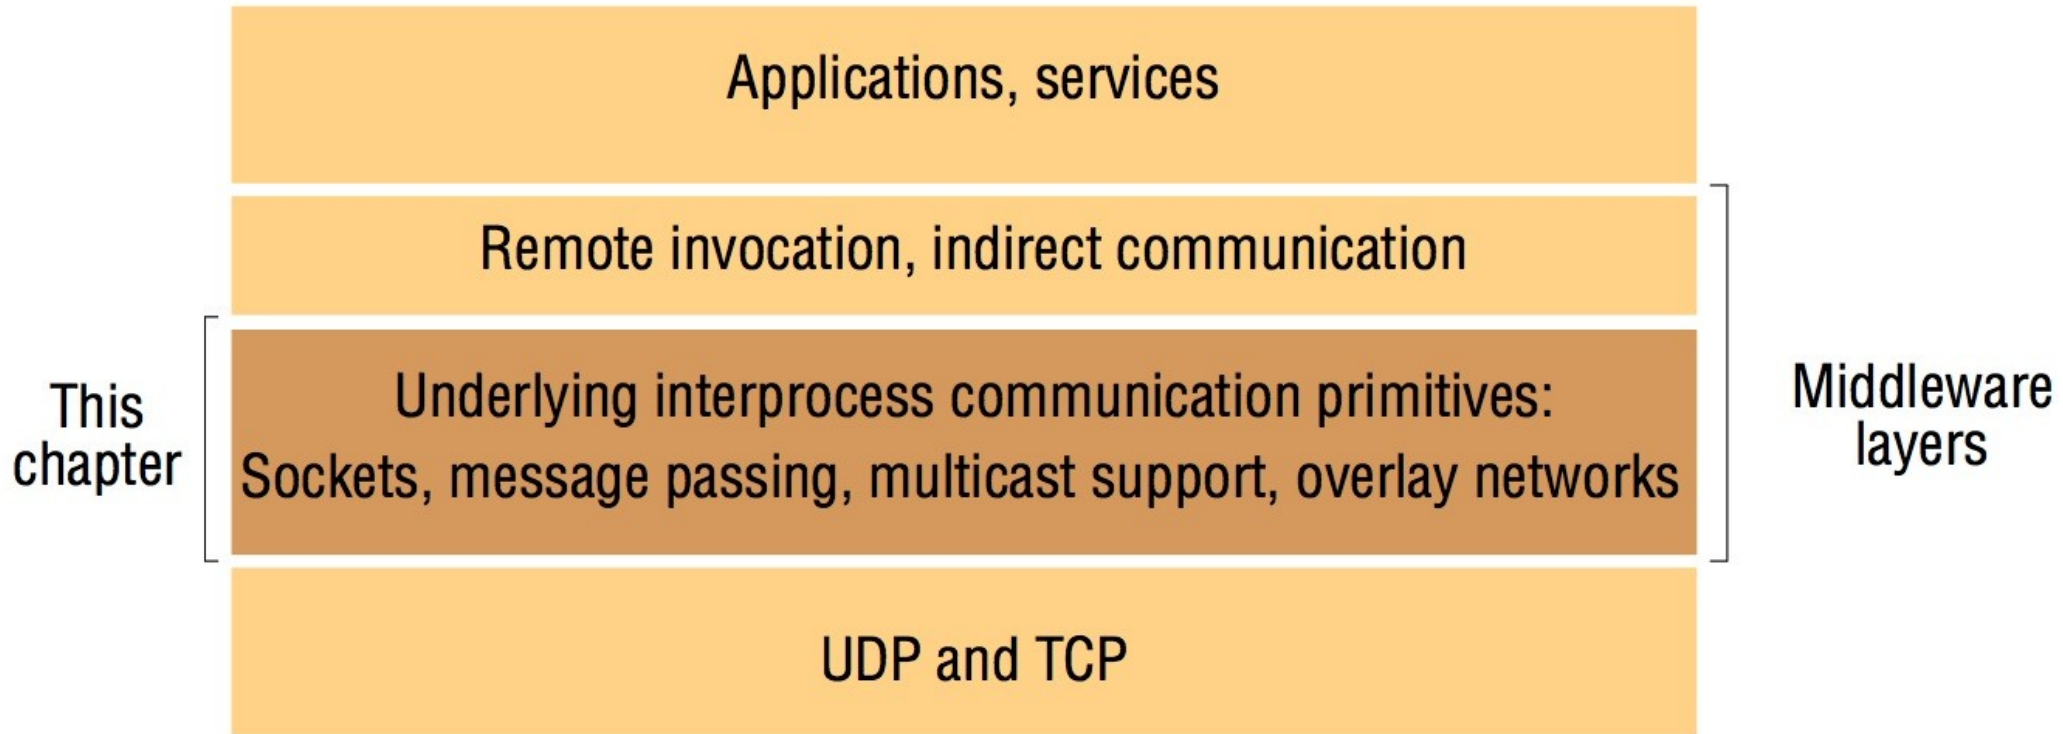 Applications, services
Remote invocation, indirect communication
This
chapter
Underlying interprocess communication primitives:
Sockets, message passing, multicast support, overlay networks
Middleware
layers
UDP and TCP